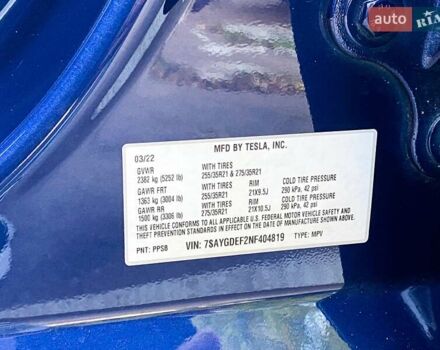 auto RIA
MFD BY TESLA, INC.
03/22
GVWR WITH TIRES
2382 kg (5252 lb) 255/35R21 & 275/35R21
GAWR FRT WITH TIRES RIM COLD TIRE PRESSURE
1363 kg (3004 lb) 255/35R21 21X9.5J 290 kPa, 42 psi
GAWR RR WITH TIRES RIM COLD TIRE PRESSURE
1500 kg (3306 lb) 275/35R21 21X10.5J 290 kPa, 42 psi
THIS VEHICLE CONFORMS TO ALL APPLICABLE U.S. FEDERAL MOTOR VEHICLE SAFETY AND
THEFT PREVENTION STANDARDS IN EFFECT ON THE DATE OF MANUFACTURE SHOWN ABOVE.
PNT: PPSB VIN: 7SAYGDEF2NF404819 TYPE: MPV